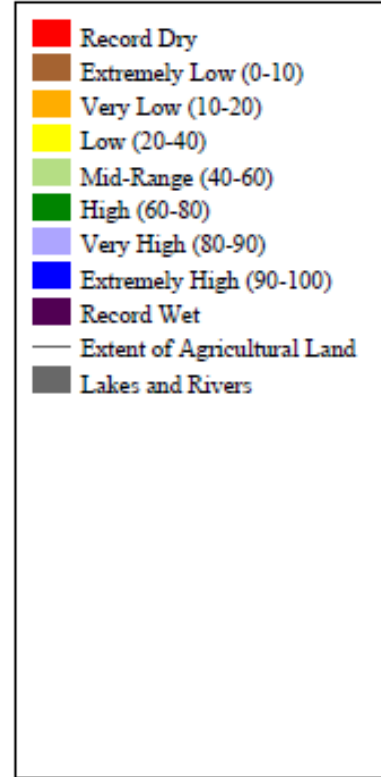 Record Dry
Extremely Low (0-10)
Very Low (10-20)
Low (20-40)
Mid-Range (40-60)
High (60-80)
Very High (80-90)
Extremely High (90-100)
Record Wet
Extent of Agricultural Land
Lakes and Rivers